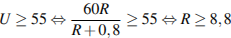 U ≥ 55 ⇔ 60R / R + 0,8 ≥ 55 ⇔ R ≥ 8,8